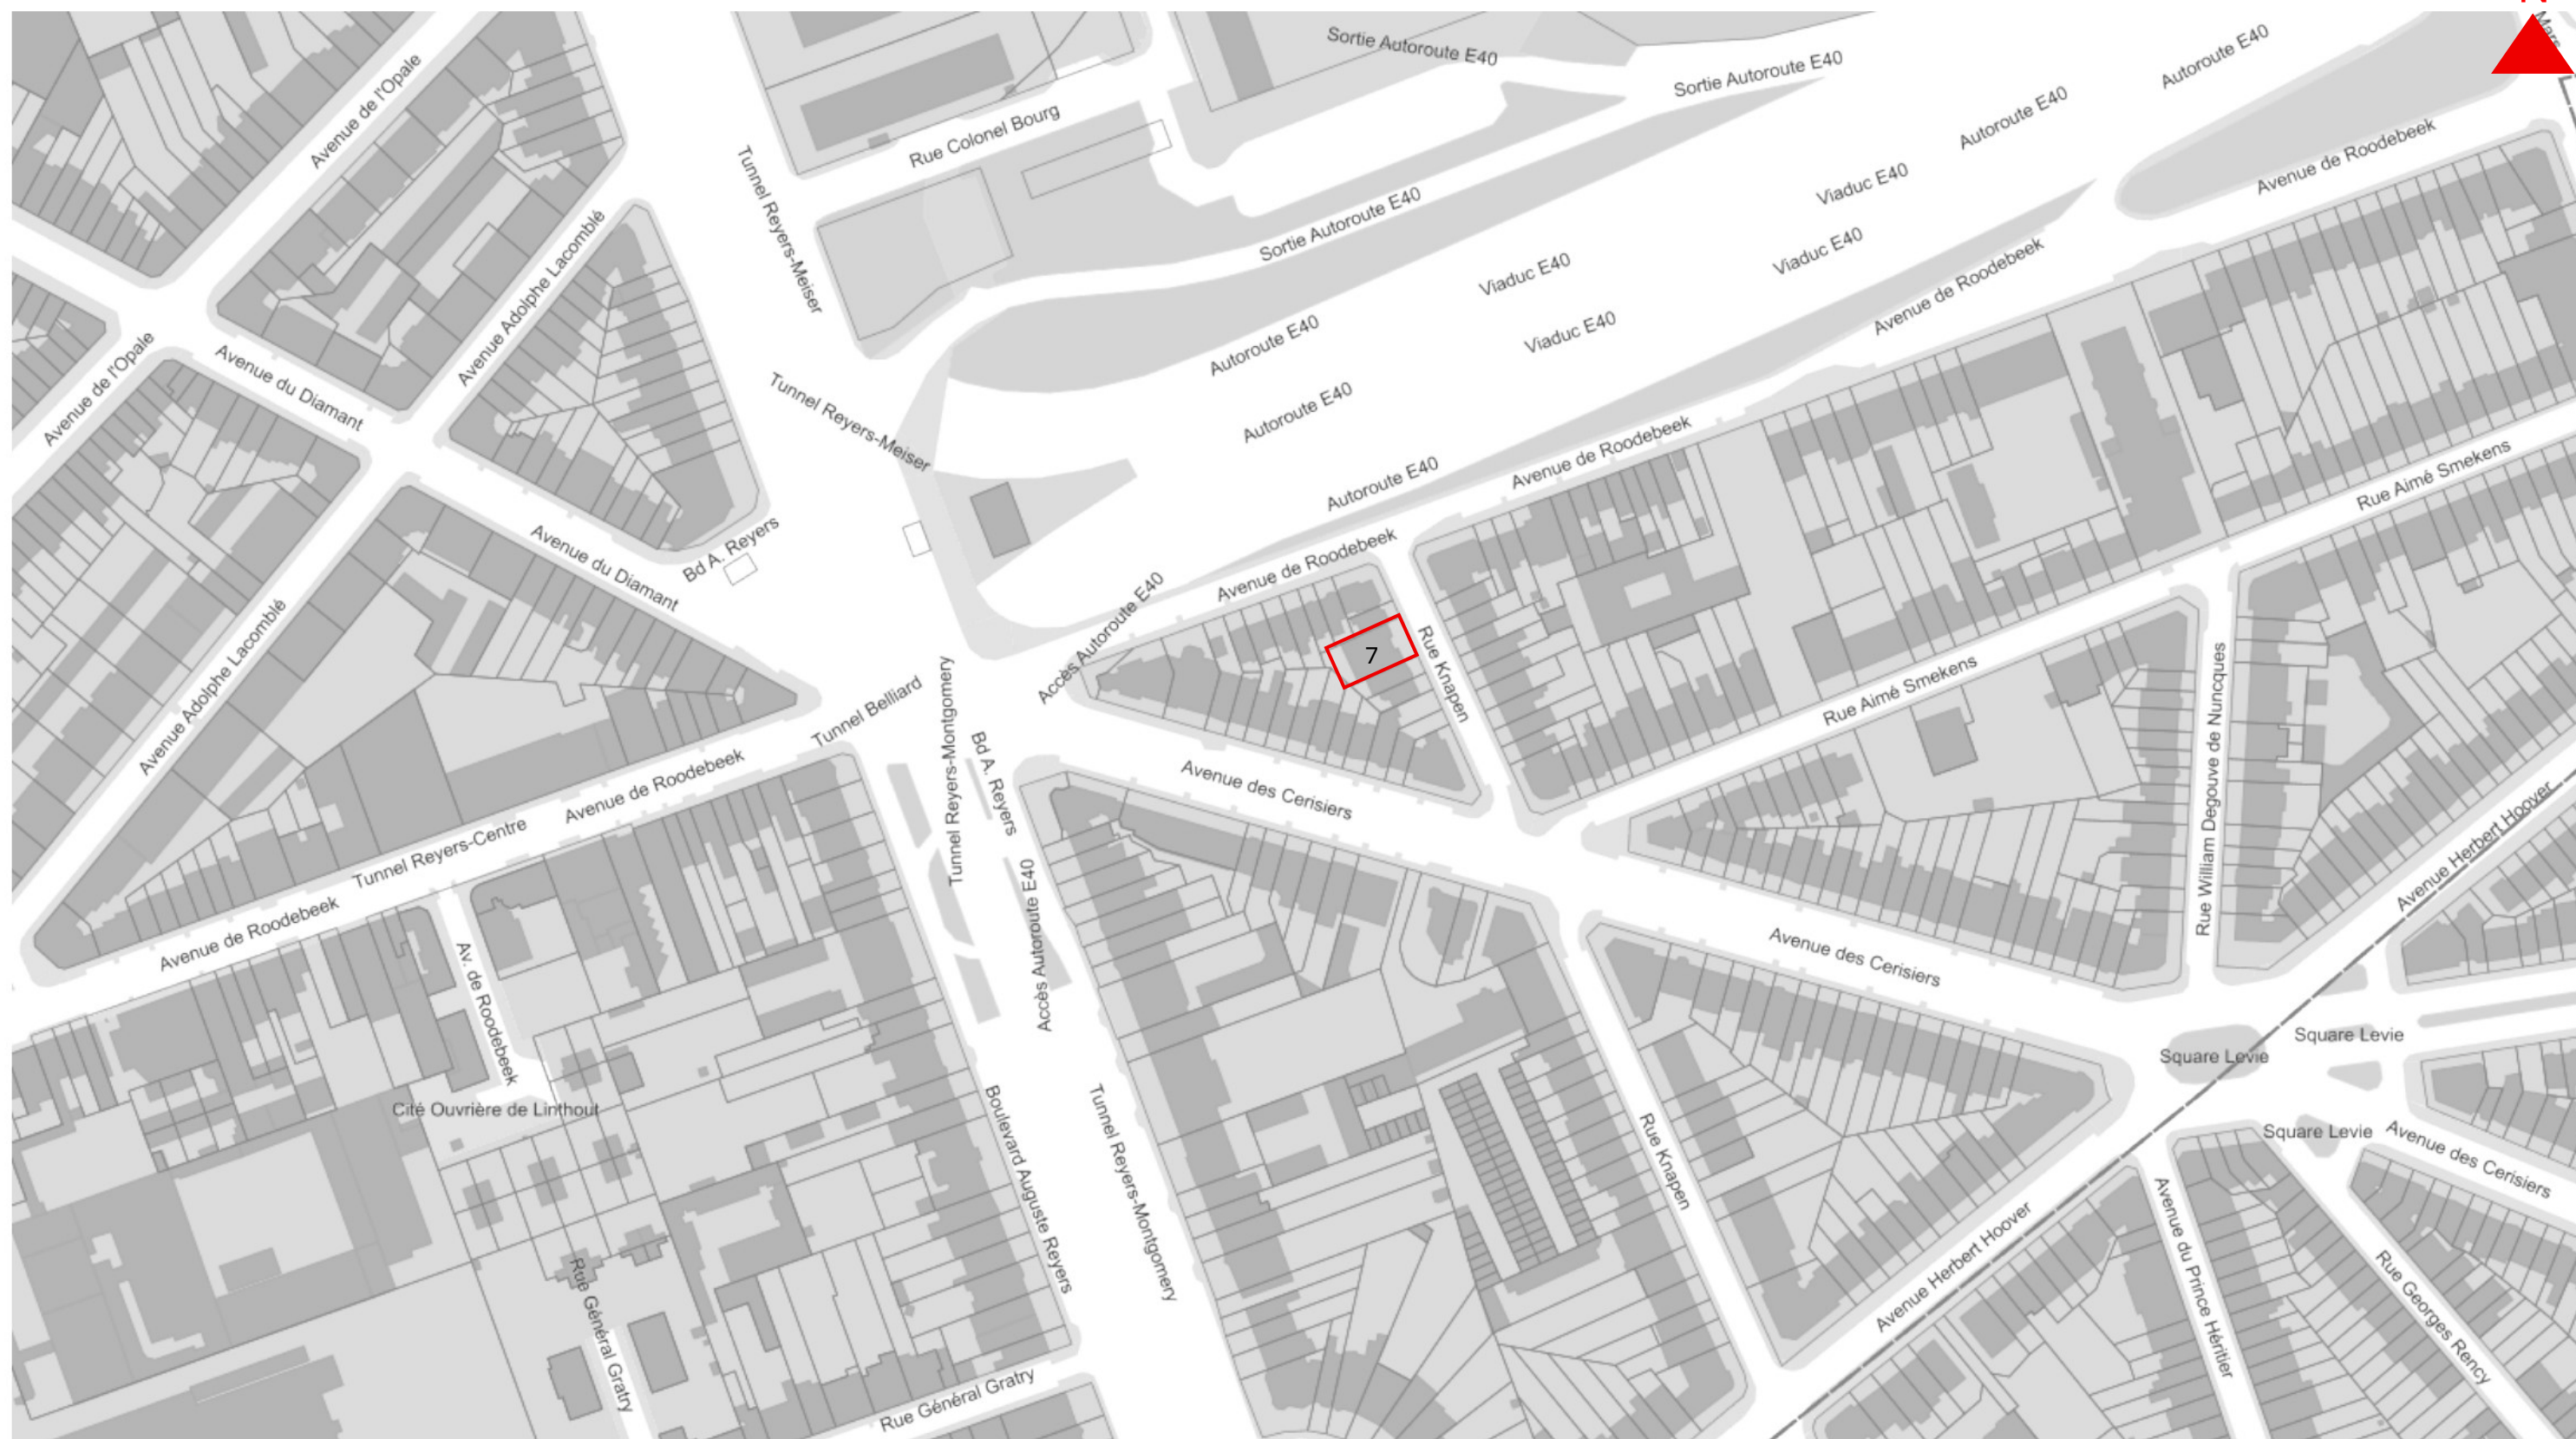 N
Mars
Sortie Autoroute E40
Sortie Autoroute E40
Autoroute E40
Avenue de l'Opale
Autoroute E40
Rue Colonel Bourg
Avenue de Roodebeek
Tunnel Reyers-Meiser
Viaduc E40
Sortie Autoroute E40
Viaduc E40
Avenue Adolphe Lacomblé
Viaduc E40
Avenue de Roodebeek
Autoroute E40
Viaduc E40
Avenue de l'Opale
Avenue du Diamant
Tunnel Reyers-Meiser
Autoroute E40
Avenue de Roodebeek
Autoroute E40
Rue Aimé Smekens
Bd A. Reyers
Avenue du Diamant
Avenue de Roodebeek
Accès Autoroute E40
7
Rue Knapen
Avenue Adolphe Lacomblé
Rue Aimé Smekens
Tunnel Belliard
Tunnel Reyers-Montgomery
Bd A. Reyers
Avenue de Roodebeek
Avenue des Cerisiers
Rue William Degouve de Nuncques
Avenue Herbert Hoover
Tunnel Reyers-Centre
Avenue de Roodebeek
Accès Autoroute E40
Avenue des Cerisiers
Av. de Roodebeek
Square Levie
Square Levie
Cité Ouvrière de Linthout
Square Levie
Avenue des Cerisiers
Boulevard Auguste Reyers
Tunnel Reyers-Montgomery
Rue Knapen
Avenue Herbert Hoover
Avenue du Prince Héritier
Rue Georges Rency
Rue Général Gratry
Rue Général Gratry